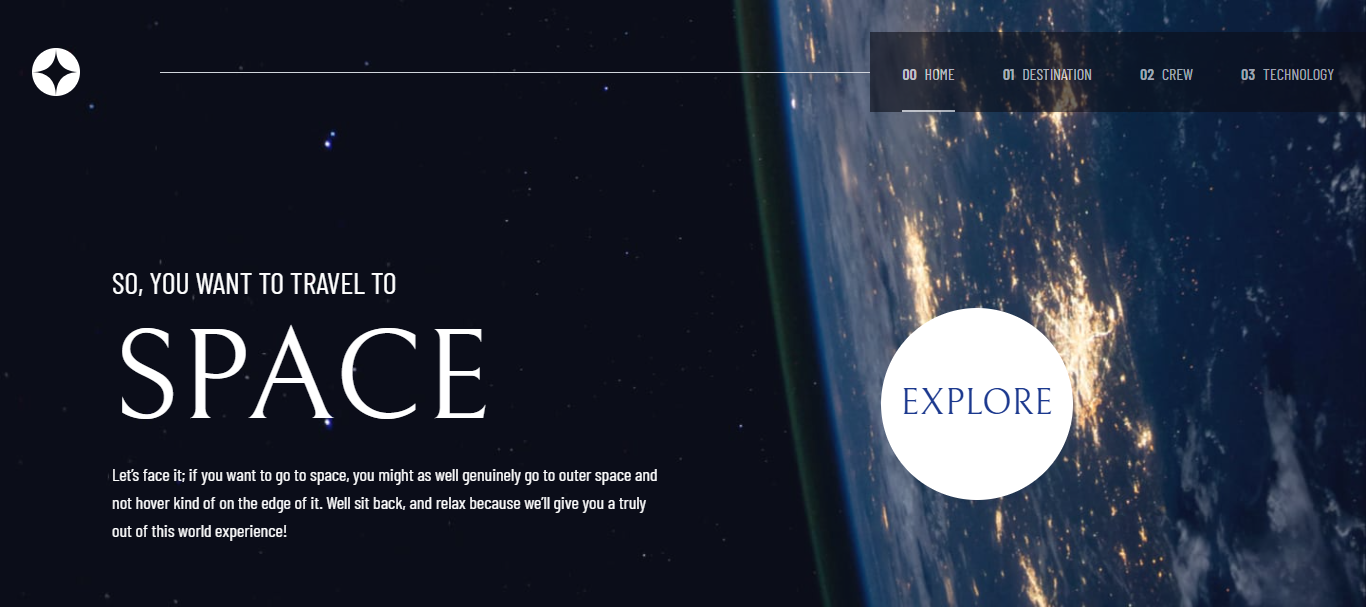 00 HOME 01 DESTINATION 02 CREW 03 TECHNOLOGY
SO, YOU WANT TO TRAVEL TO
SPACE
EXPLORE
Let’s face it; if you want to go to space, you might as well genuinely go to outer space and
not hover kind of on the edge of it. Well sit back, and relax because we’ll give you a truly
out of this world experience!